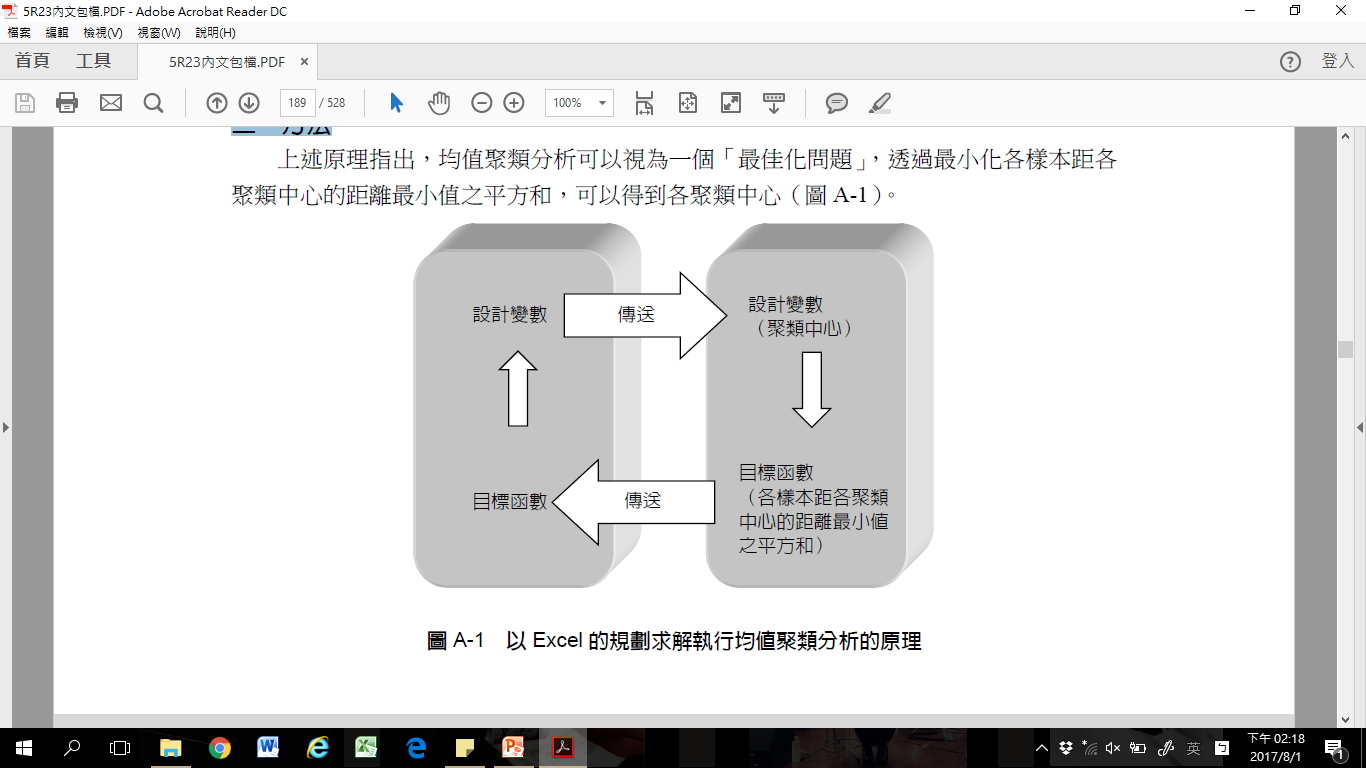 5R23內文包檔.PDF - Adobe Acrobat Reader DC
檔案 編輯 檢視(V) 視窗(W) 說明(H)
首頁 工具 5R23內文包檔.PDF × 登入
189 / 528 100%
上述原理指出，均值聚類分析可以視為一個「最佳化問題」，透過最小化各樣本距各
聚類中心的距離最小值之平方和，可以得到各聚類中心（圖 A-1）。
設計變數
傳送
設計變數
（聚類中心）
目標函數
傳送
目標函數
（各樣本距各聚類
中心的距離最小值
之平方和）
圖 A-1 以 Excel 的規劃求解執行均值聚類分析的原理
英
下午 02:18
2017/8/1
1